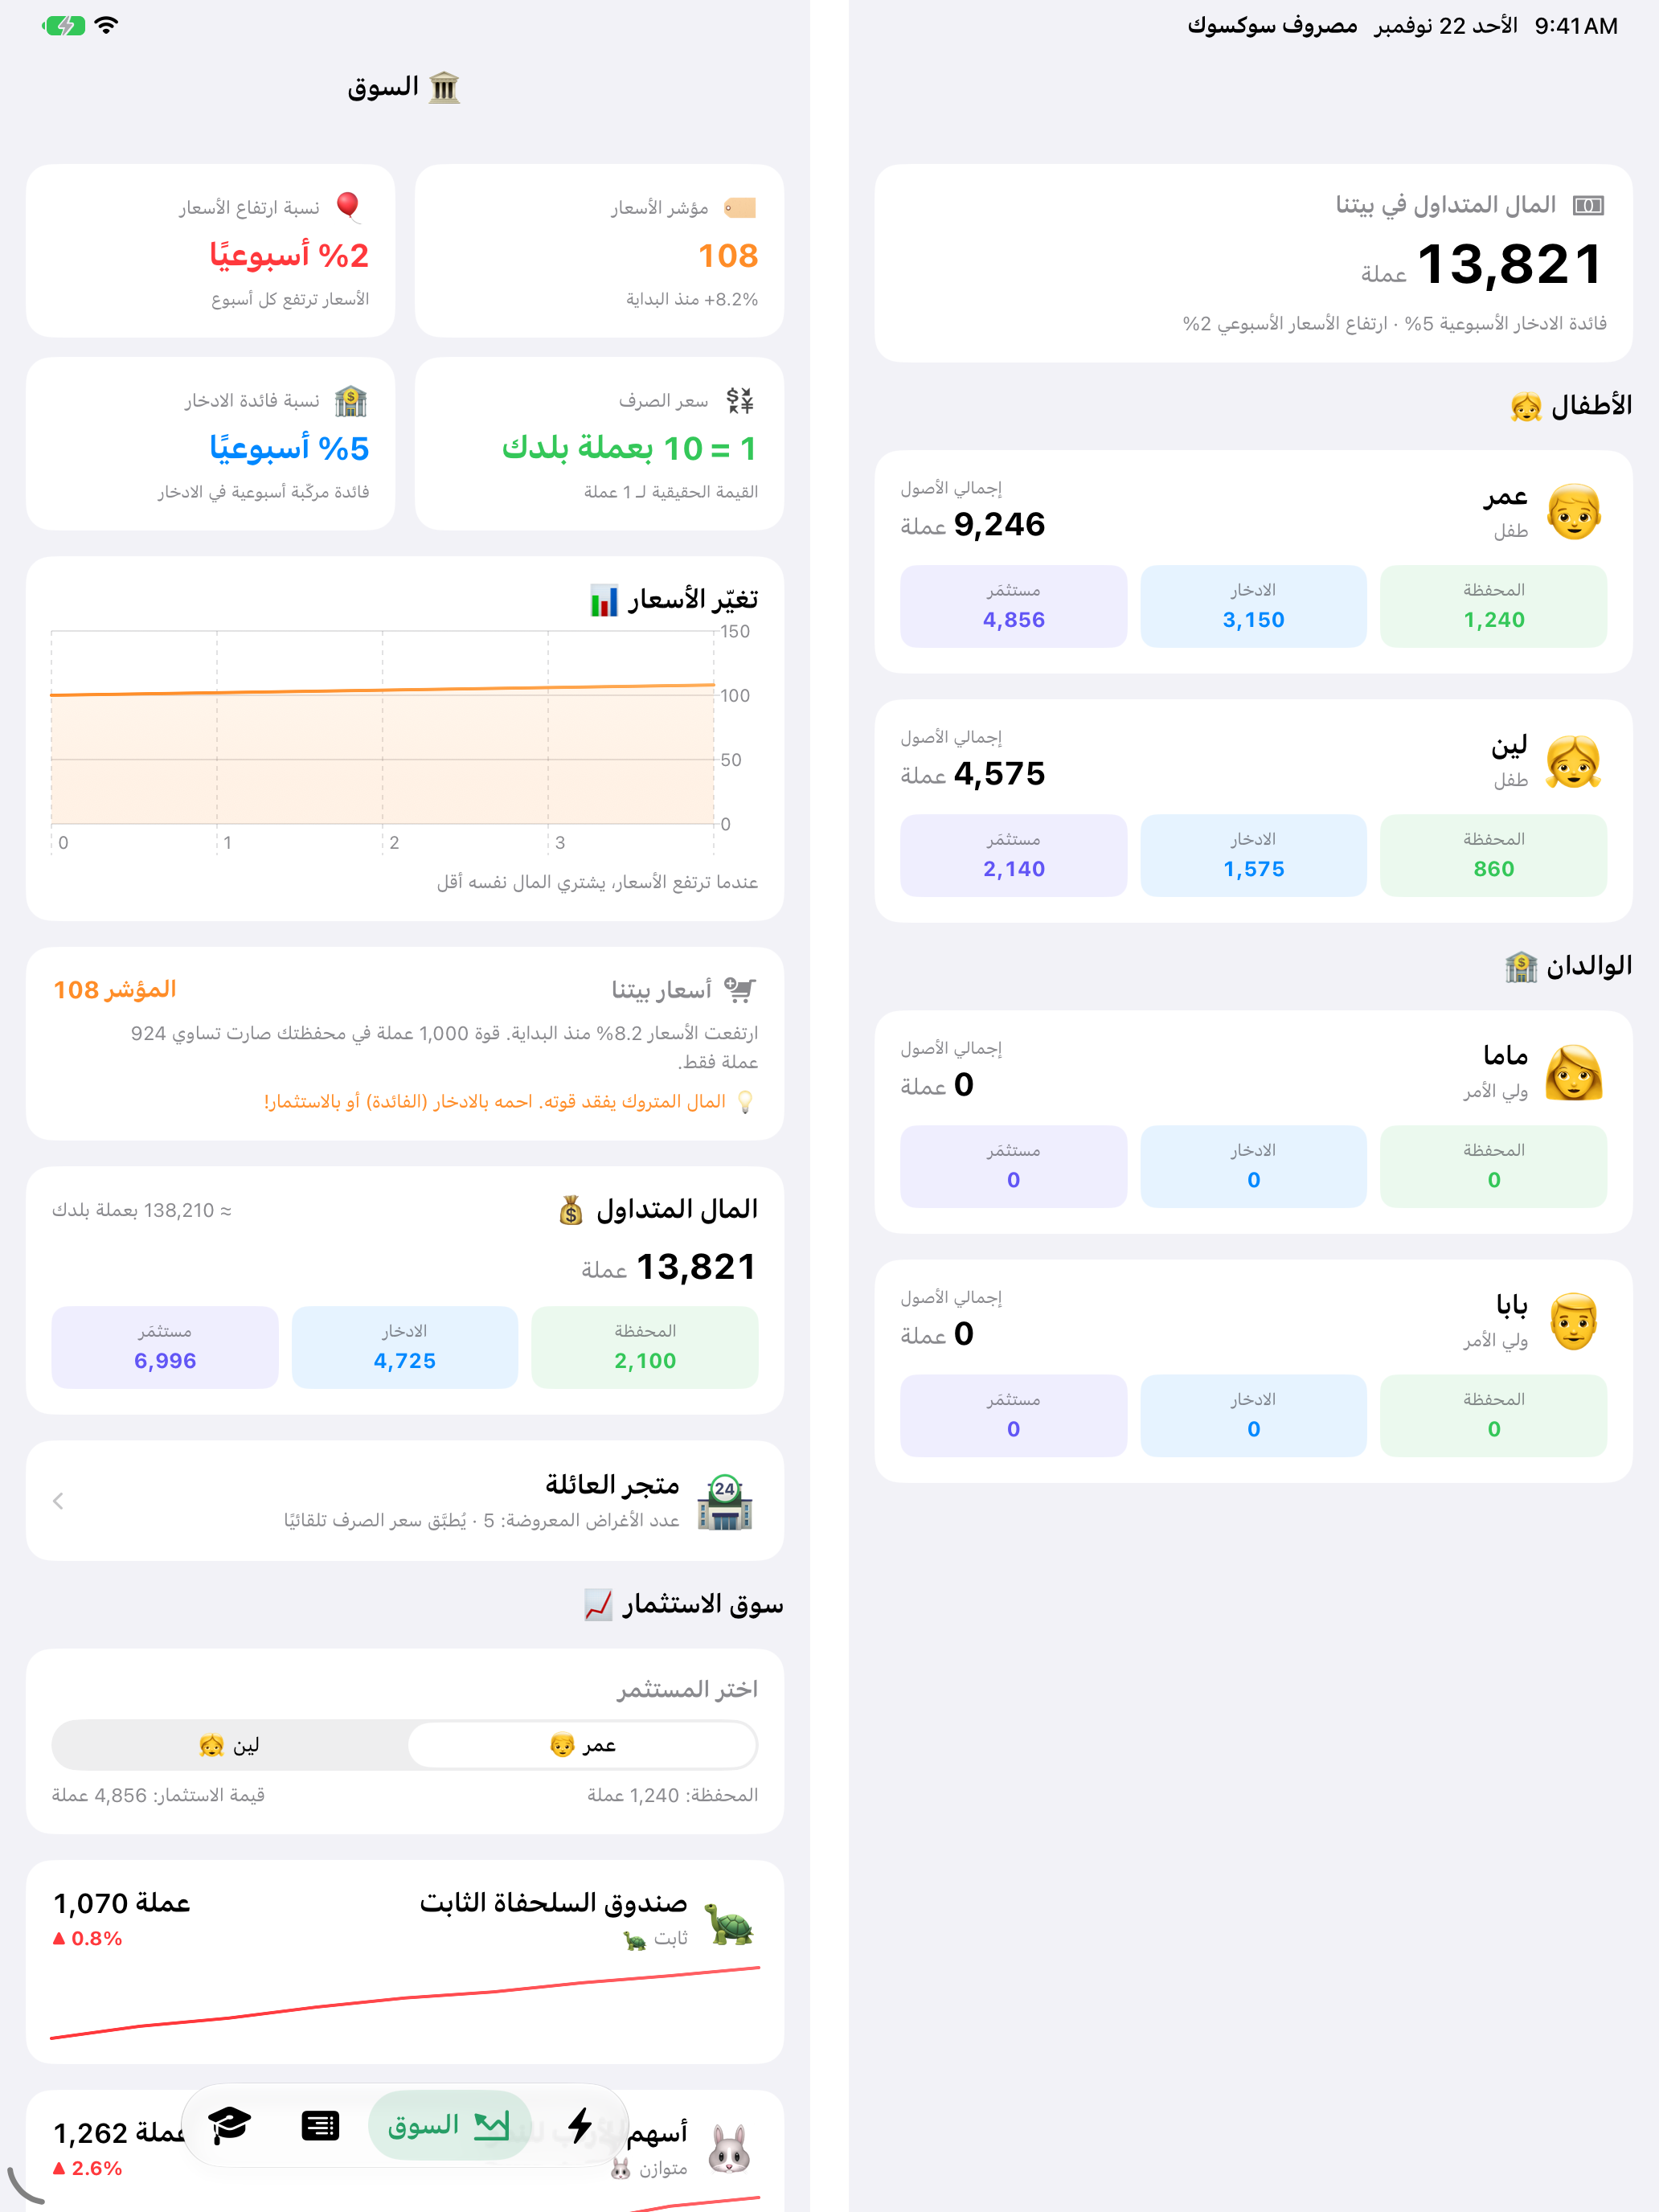 9:41 AM الأحد 22 نوفمبر مصروف سوكسوك
المال المتداول في بيتنا
13,821 عملة
فائدة الادخار الأسبوعية 5% · ارتفاع الأسعار الأسبوعي 2%
الأطفال 👧
عمر
طفل
إجمالي الأصول
9,246 عملة
المحفظة
1,240
الادخار
3,150
مستثمَر
4,856
لين
طفل
إجمالي الأصول
4,575 عملة
المحفظة
860
الادخار
1,575
مستثمَر
2,140
الوالدان 🏦
ماما
ولي الأمر
إجمالي الأصول
0 عملة
المحفظة
0
الادخار
0
مستثمَر
0
بابا
ولي الأمر
إجمالي الأصول
0 عملة
المحفظة
0
الادخار
0
مستثمَر
0
🏛️ السوق
مؤشر الأسعار
108
+8.2% منذ البداية
نسبة ارتفاع الأسعار
2% أسبوعيًا
الأسعار ترتفع كل أسبوع
سعر الصرف
1 = 10 بعملة بلدك
القيمة الحقيقية لـ 1 عملة
نسبة فائدة الادخار
5% أسبوعيًا
فائدة مركّبة أسبوعية في الادخار
تغيّر الأسعار 📊
150
100
50
0
0 1 2 3
عندما ترتفع الأسعار، يشتري المال نفسه أقل
أسعار بيتنا
المؤشر 108
ارتفعت الأسعار 8.2% منذ البداية. قوة 1,000 عملة في محفظتك صارت تساوي 924
عملة فقط.
💡 المال المتروك يفقد قوته. احمه بالادخار (الفائدة) أو بالاستثمار!
المال المتداول 💰
≈ 138,210 بعملة بلدك
13,821 عملة
المحفظة
2,100
الادخار
4,725
مستثمَر
6,996
24
متجر العائلة
عدد الأغراض المعروضة: 5 · يُطبَّق سعر الصرف تلقائيًا
سوق الاستثمار 📈
اختر المستثمر
عمر 👦
لين 👧
المحفظة: 1,240 عملة
قيمة الاستثمار: 4,856 عملة
صندوق السلحفاة الثابت
ثابت 🐢
1,070 عملة
▲ 0.8%
أسهم
متوازن 🐰
1,262 عملة
▲ 2.6%
السوق